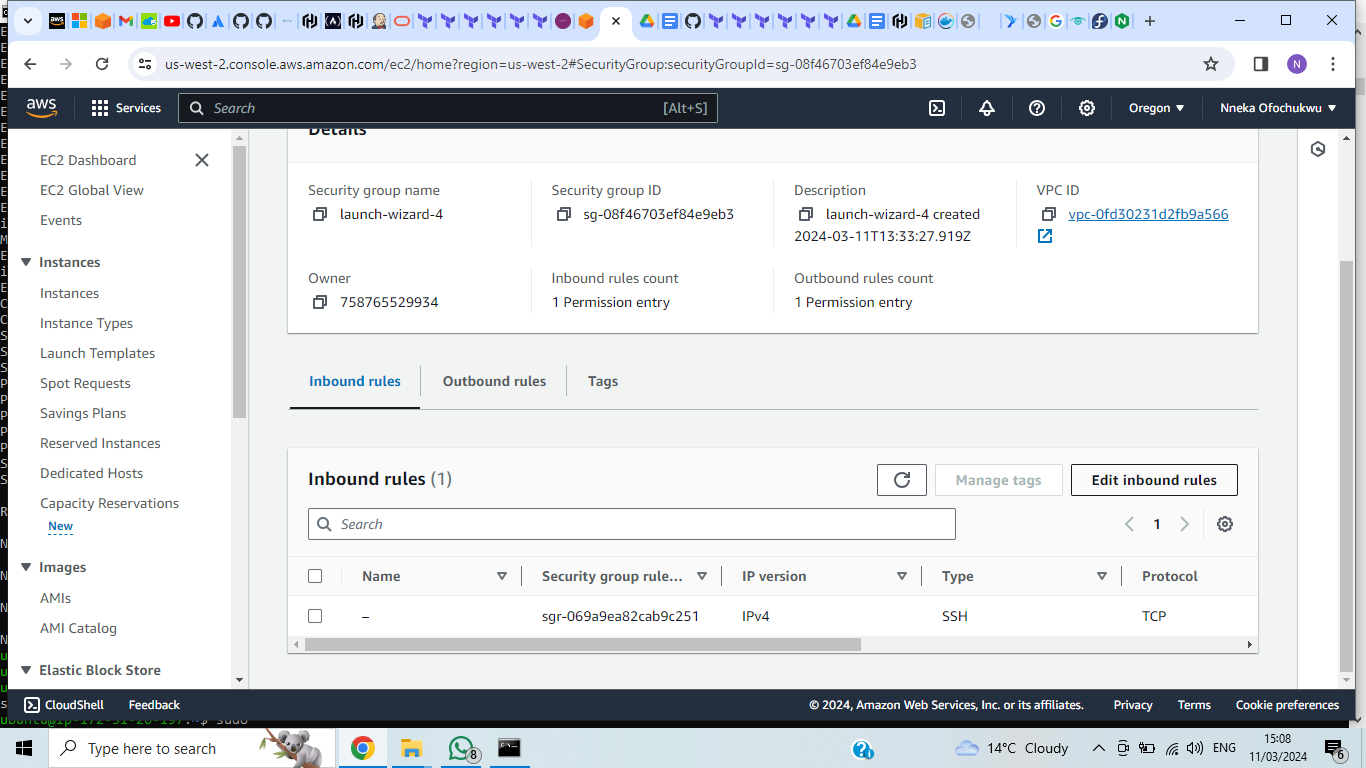 us-west-2.console.aws.amazon.com/ec2/home?region=us-west-2#SecurityGroup:securityGroupId=sg-08f46703ef84e9eb3
N
aws
Services
Search
[Alt+S]
Oregon
Nneka Ofochukwu
EC2 Dashboard
EC2 Global View
Events
Instances
Instances
Instance Types
Launch Templates
Spot Requests
Savings Plans
Reserved Instances
Dedicated Hosts
Capacity Reservations
New
Images
AMIs
AMI Catalog
Elastic Block Store
Details
Security group name
launch-wizard-4
Security group ID
sg-08f46703ef84e9eb3
Description
launch-wizard-4 created
2024-03-11T13:33:27.919Z
VPC ID
vpc-0fd30231d2fb9a566
Owner
758765529934
Inbound rules count
1 Permission entry
Outbound rules count
1 Permission entry
Inbound rules
Outbound rules
Tags
Inbound rules (1)
Manage tags
Edit inbound rules
Search
1
Name
Security group rule...
IP version
Type
Protocol
–
sgr-069a9ea82cab9c251
IPv4
SSH
TCP
CloudShell
Feedback
© 2024, Amazon Web Services, Inc. or its affiliates.
Privacy
Terms
Cookie preferences
Type here to search
8
14°C Cloudy
ENG
15:08
11/03/2024
6